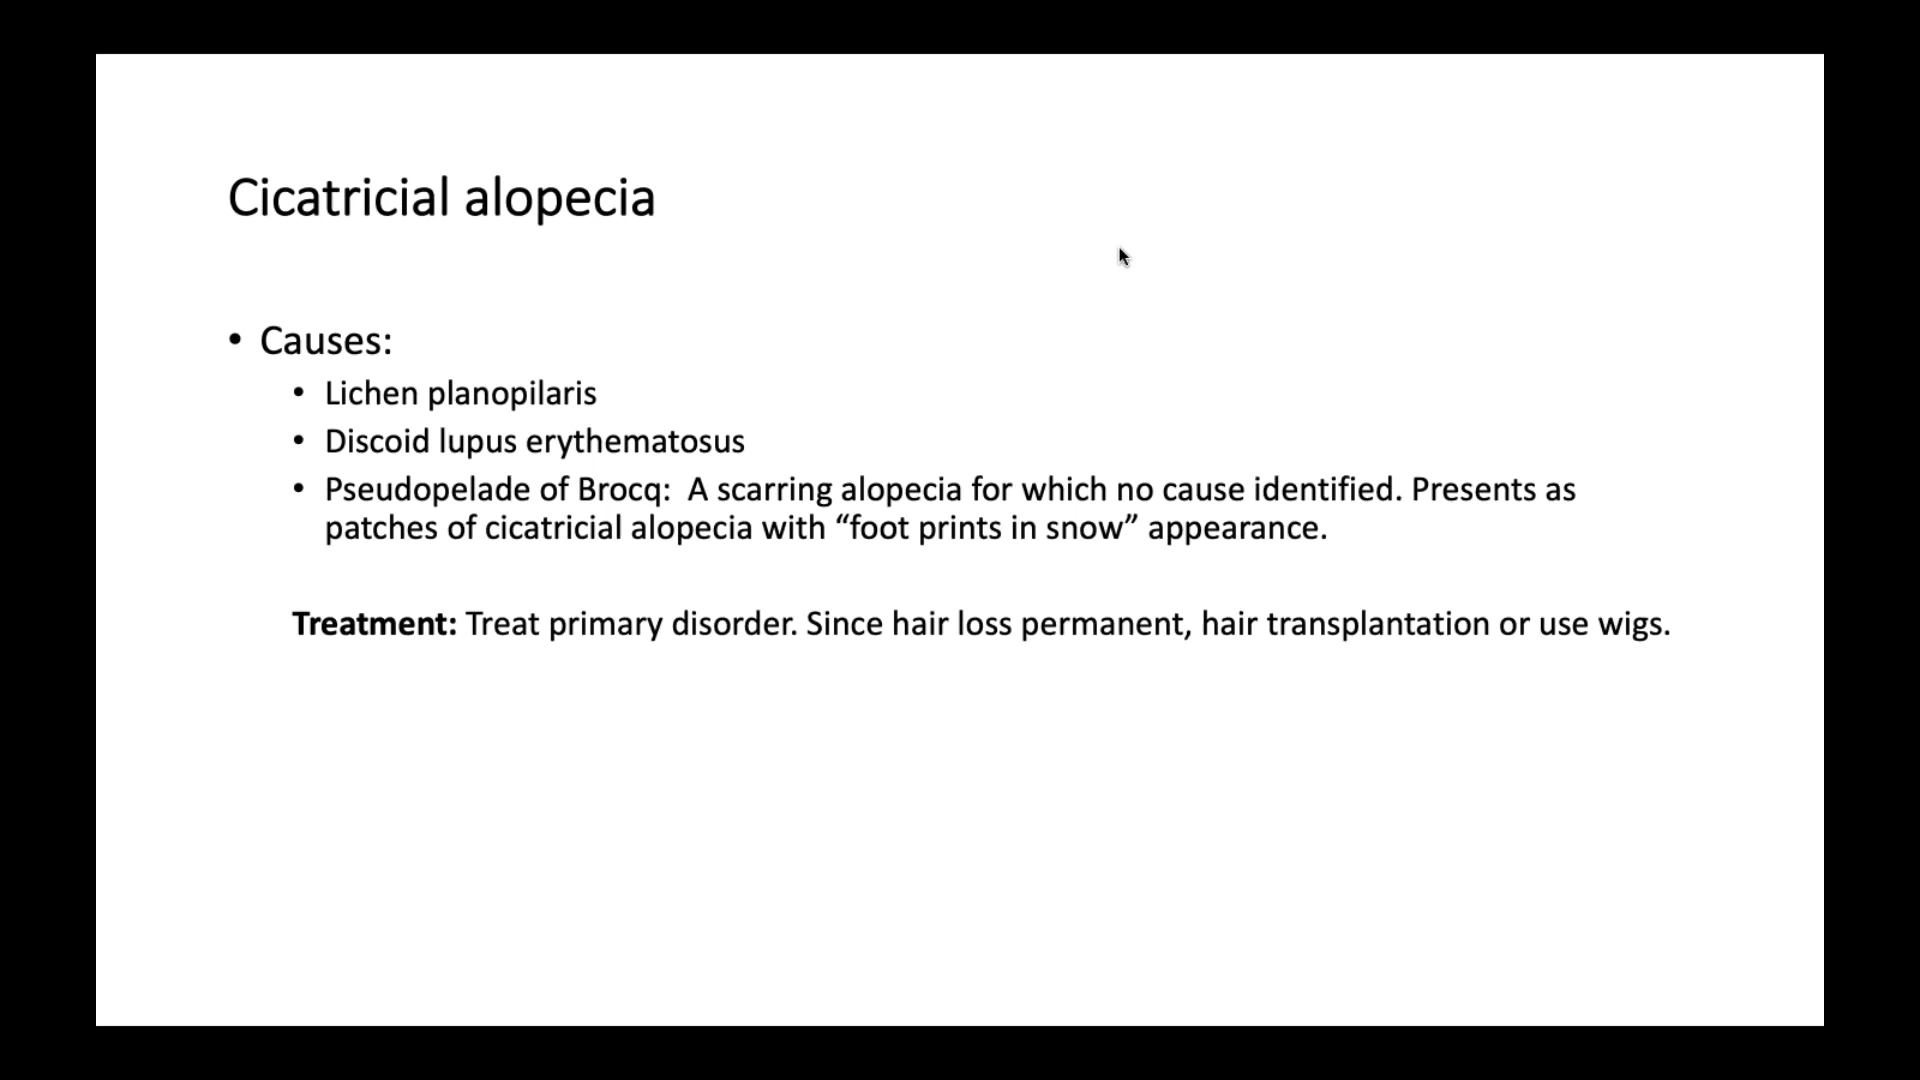 Cicatricial alopecia
• Causes:
• Lichen planopilaris
• Discoid lupus erythematosus
• Pseudopelade of Brocq:  A scarring alopecia for which no cause identified. Presents as
patches of cicatricial alopecia with “foot prints in snow” appearance.
Treatment: Treat primary disorder. Since hair loss permanent, hair transplantation or use wigs.